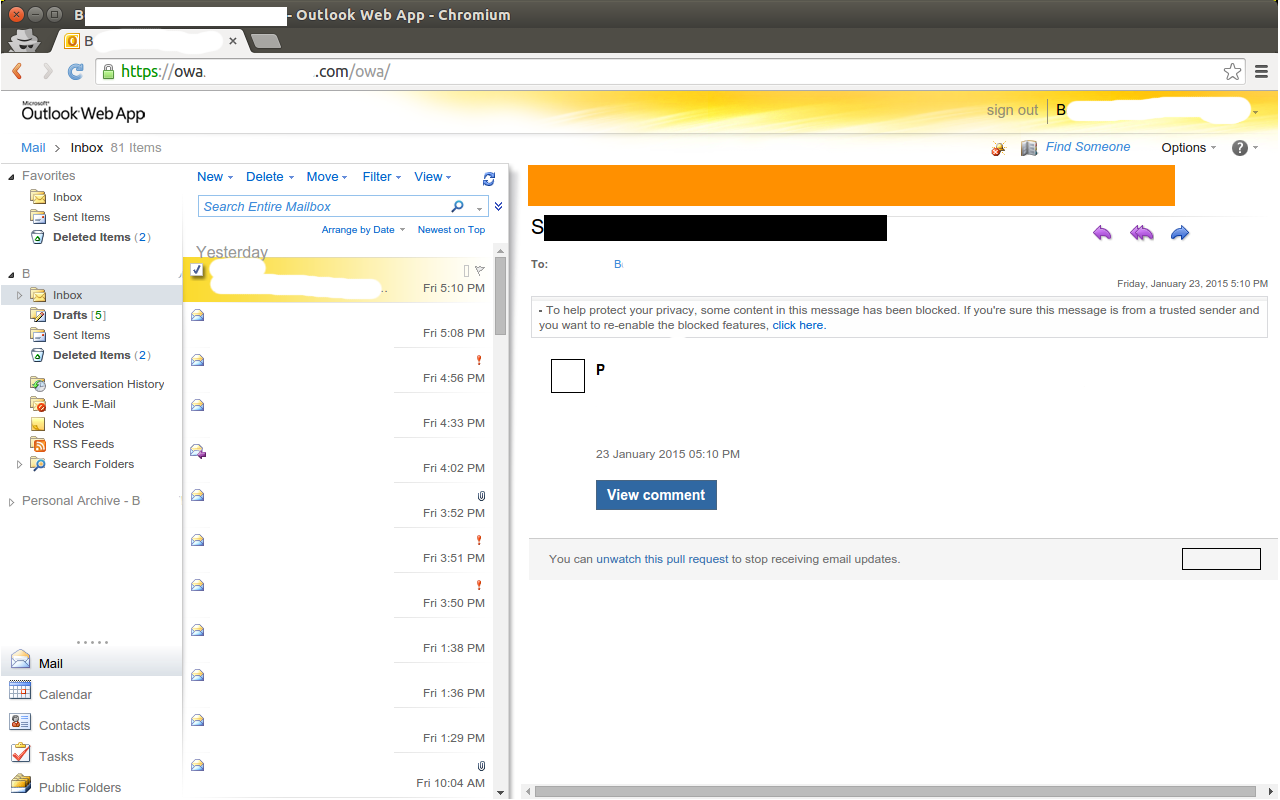 B - Outlook Web App - Chromium
B
https://owa. .com/owa/
Microsoft®
Outlook Web App
sign out B
Mail > Inbox 81 Items
Find Someone Options
Favorites
Inbox
Sent Items
Deleted Items (2)
B
Inbox
Drafts [5]
Sent Items
Deleted Items (2)
Conversation History
Junk E-Mail
Notes
RSS Feeds
Search Folders
Personal Archive - B
Mail
Calendar
Contacts
Tasks
Public Folders
New Delete Move Filter View
Search Entire Mailbox
Arrange by Date Newest on Top
Yesterday
..
Fri 5:10 PM
Fri 5:08 PM
Fri 4:56 PM
Fri 4:33 PM
Fri 4:02 PM
Fri 3:52 PM
Fri 3:51 PM
Fri 3:50 PM
Fri 1:38 PM
Fri 1:36 PM
Fri 1:29 PM
Fri 10:04 AM
S
To: B
Friday, January 23, 2015 5:10 PM
- To help protect your privacy, some content in this message has been blocked. If you're sure this message is from a trusted sender and
you want to re-enable the blocked features, click here.
P
23 January 2015 05:10 PM
View comment
You can unwatch this pull request to stop receiving email updates.